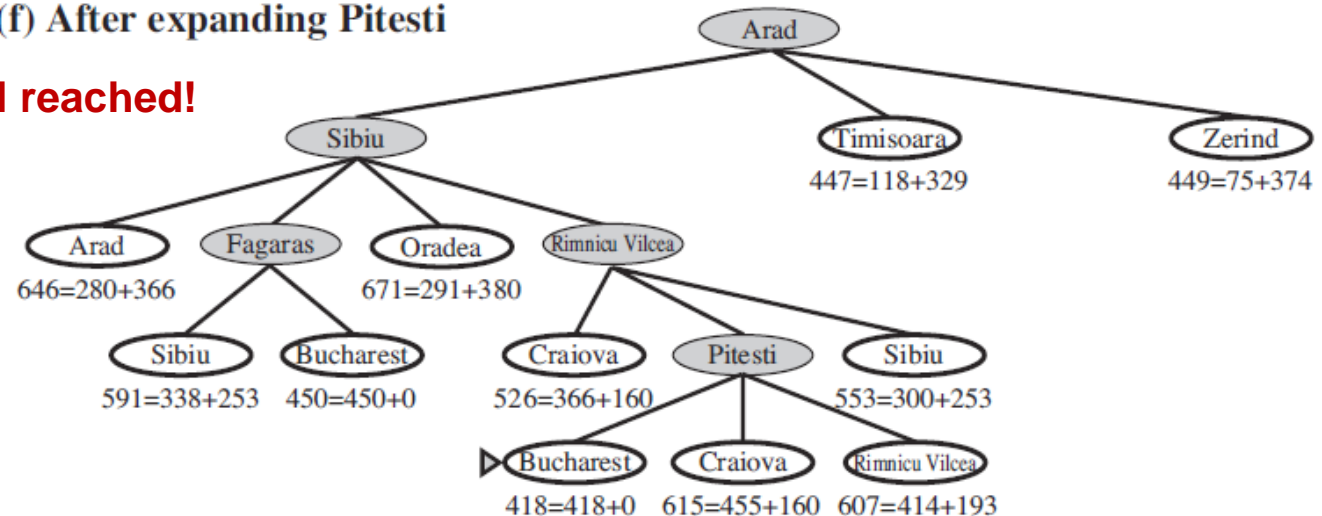 (f) After expanding Pitesti
Arad
reached!
Sibiu
Timisoara
Zerind
447=118+329
449=75+374
Arad
Fagaras
Oradea
Rimnicu Vilcea
646=280+366
671=291+380
Sibiu
Bucharest
Craiova
Pitesti
Sibiu
591=338+253
450=450+0
526=366+160
553=300+253
Bucharest
Craiova
Rimnicu Vilcea
418=418+0
615=455+160
607=414+193